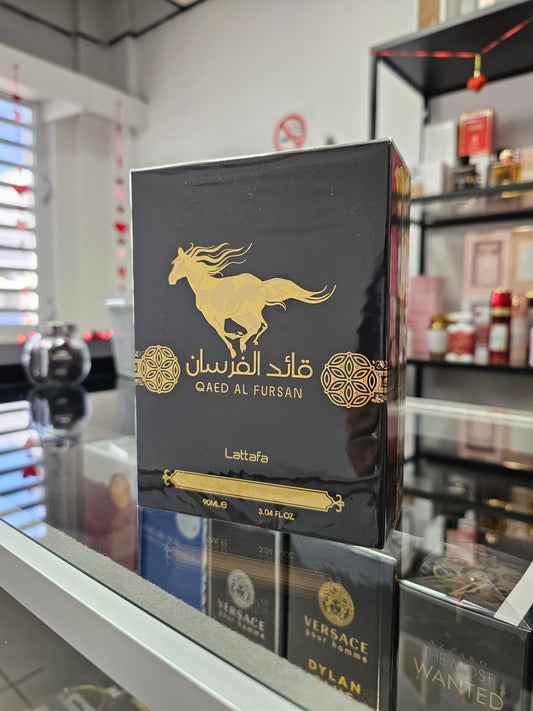 قائد الفرسان
QAED AL FURSAN
Lattafa
90ML.e
3.04 FL.OZ.
VERSACE
pour homme
VERSACE
pour homme
DYLAN
AZZARO
THE MOST
WANTED